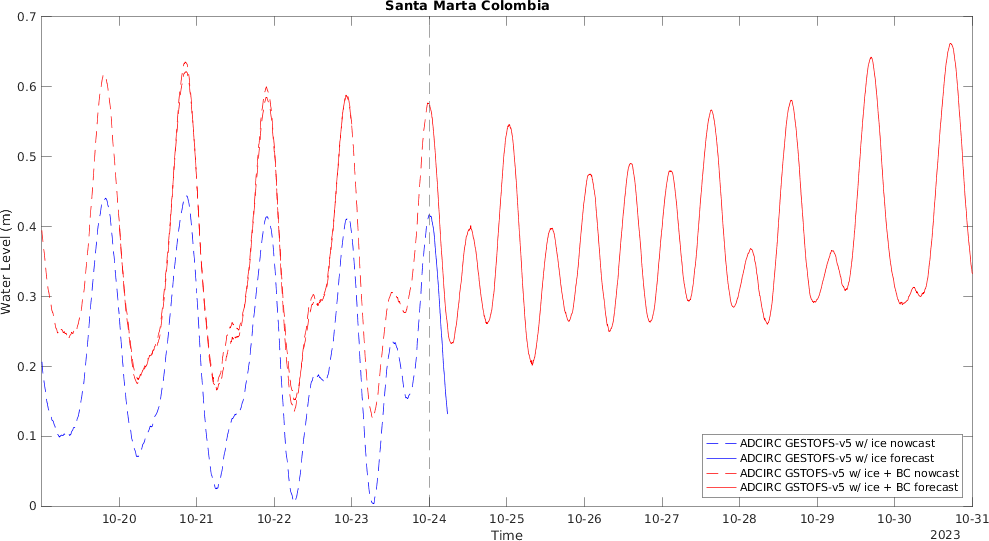 Santa Marta Colombia
0.7
0.6
0.5
0.4
0.3
0.2
0.1
0
Water Level (m)
10-20 10-21 10-22 10-23 10-24 10-25 10-26 10-27 10-28 10-29 10-30 10-31
Time
2023
ADCIRC GESTOFS-v5 w/ ice nowcast
ADCIRC GESTOFS-v5 w/ ice forecast
ADCIRC GSTOFS-v5 w/ ice + BC nowcast
ADCIRC GSTOFS-v5 w/ ice + BC forecast